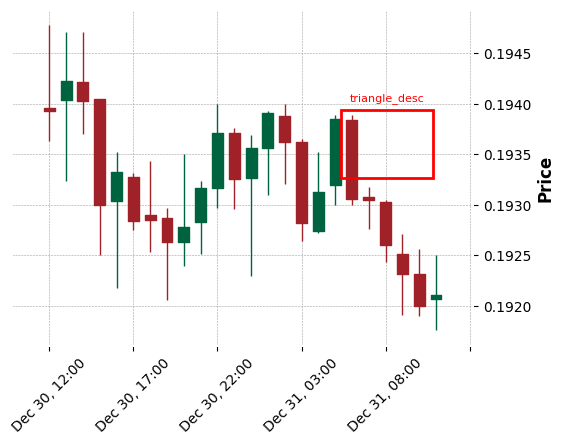 0.1945
triangle_desc
0.1940
0.1935
0.1930
0.1925
0.1920
Price
Dec 30, 12:00
Dec 30, 17:00
Dec 30, 22:00
Dec 31, 03:00
Dec 31, 08:00